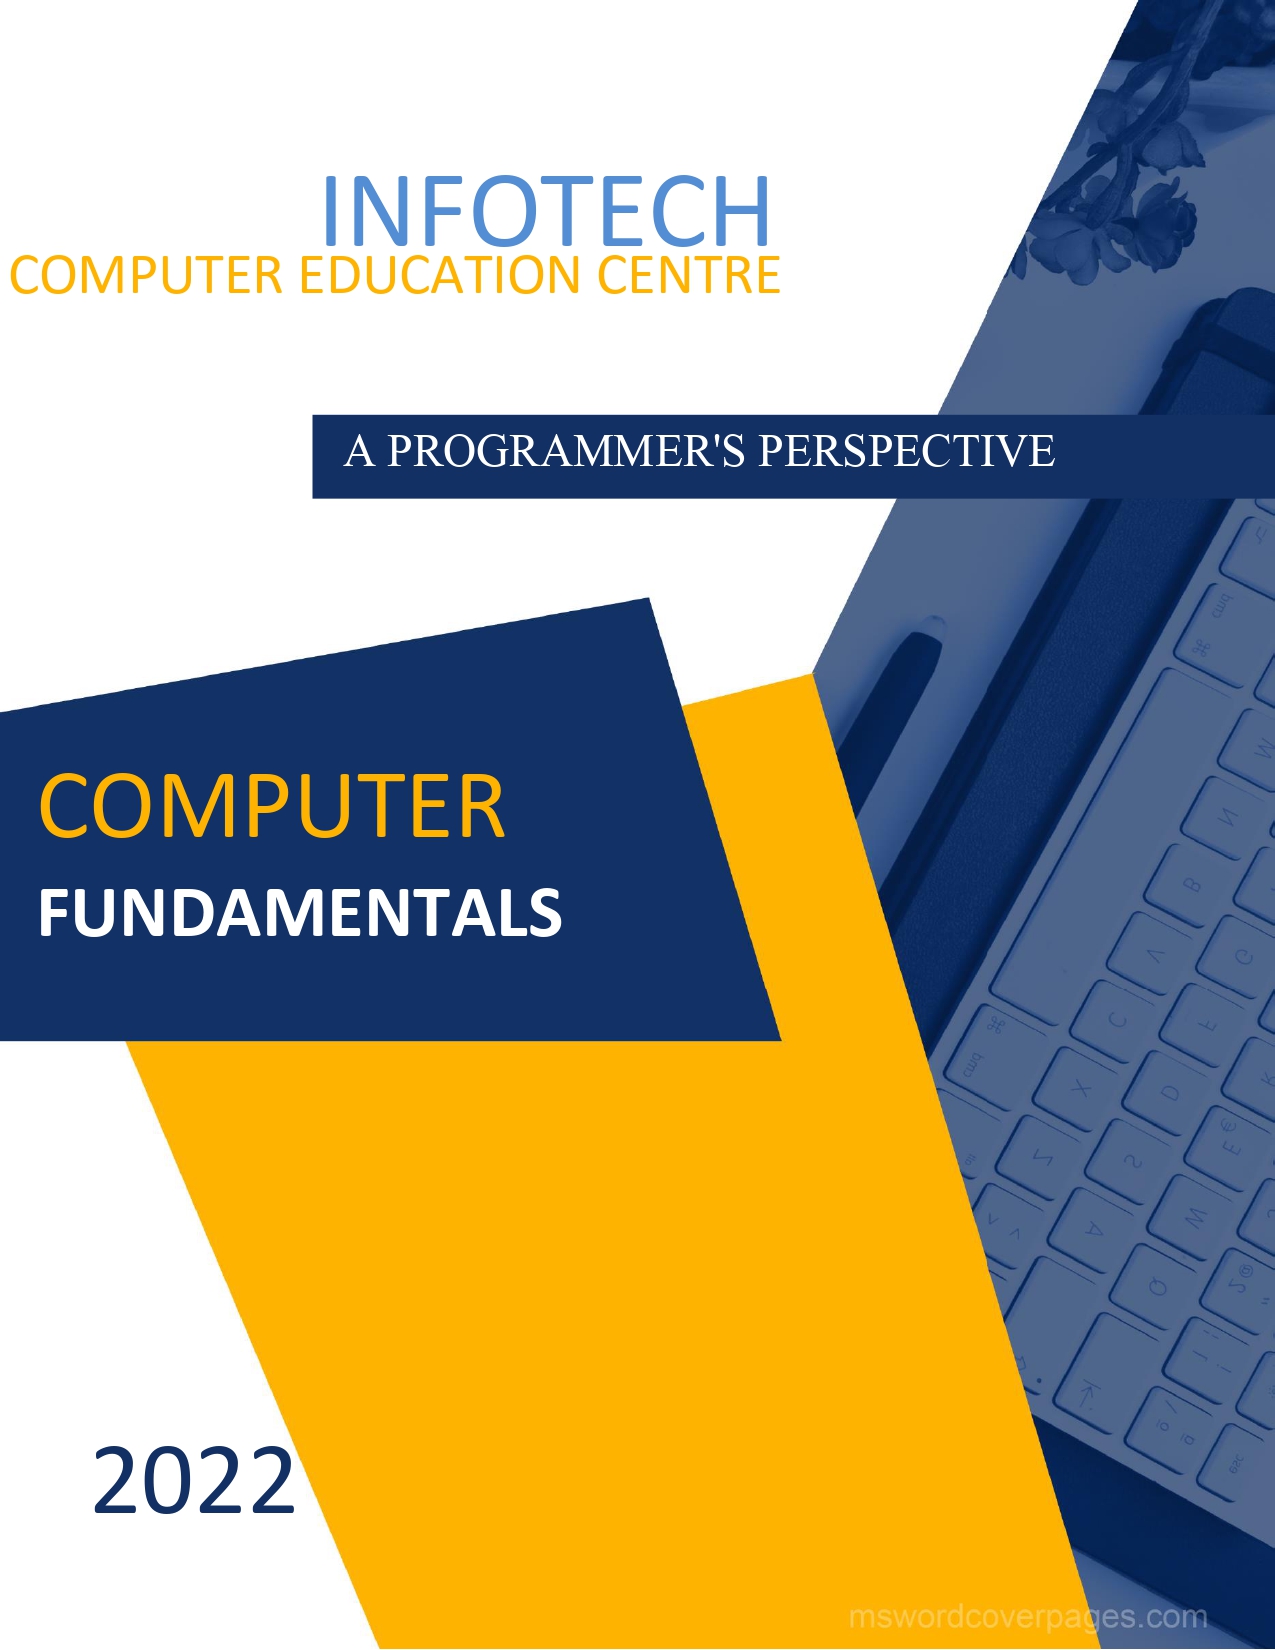 INFOTECH
COMPUTER EDUCATION CENTRE
A PROGRAMMER'S PERSPECTIVE
COMPUTER
FUNDAMENTALS
2022
mswordcoverpages.com